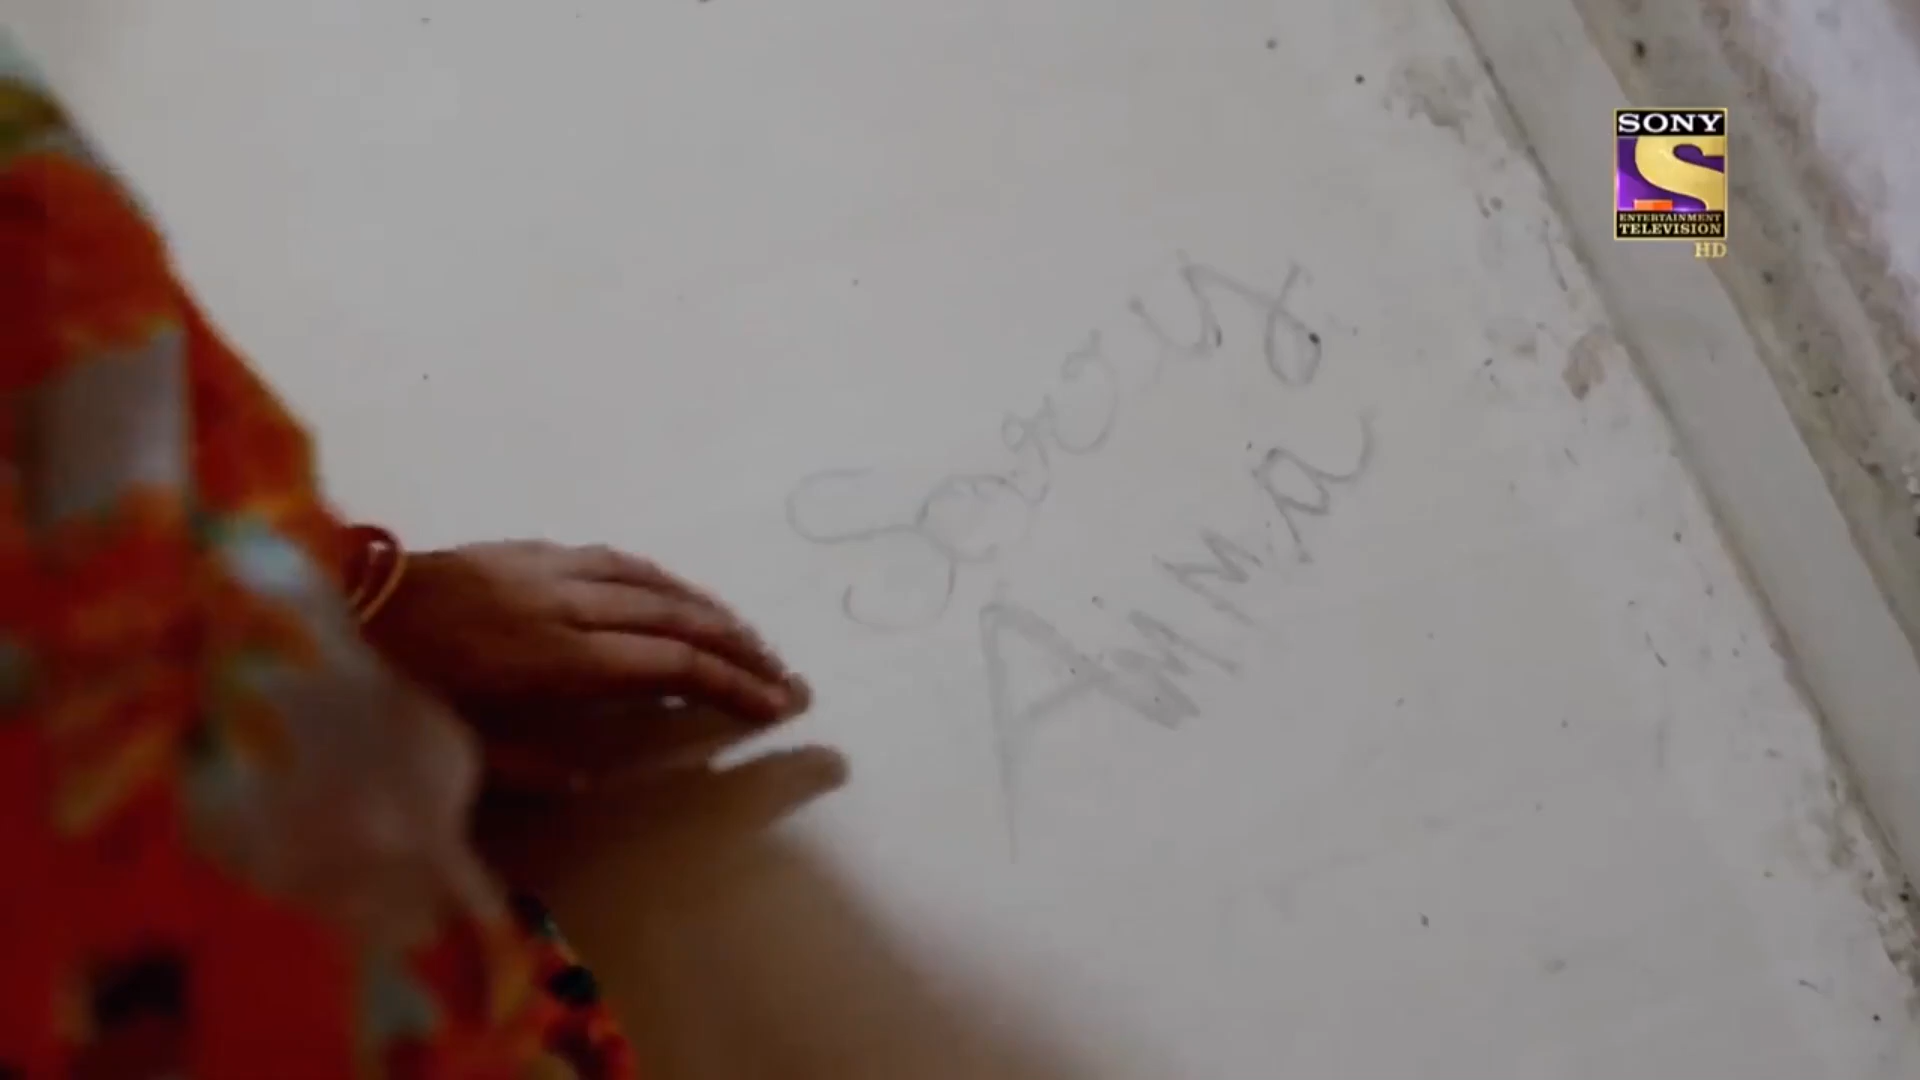 Sorry
Amma
SONY
S
ENTERTAINMENT
TELEVISION
HD